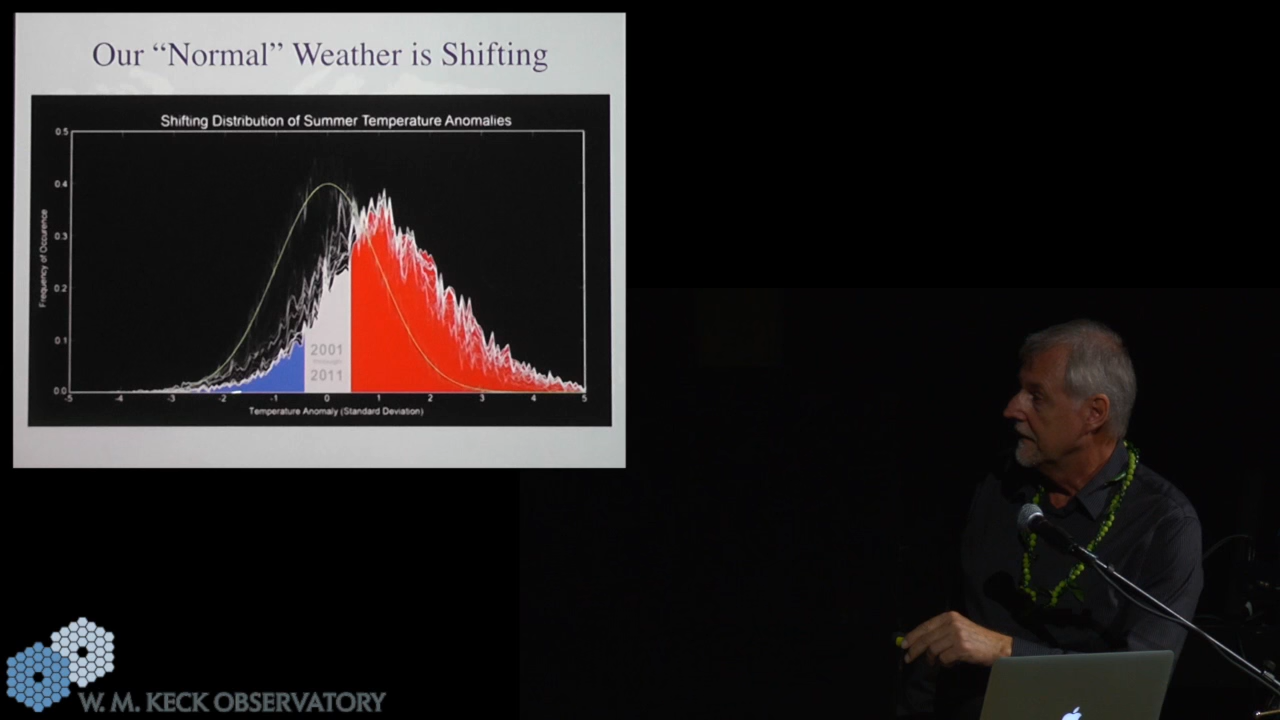 Our “Normal” Weather is Shifting
Shifting Distribution of Summer Temperature Anomalies
Frequency of Occurence
0.5
0.4
0.3
0.2
0.1
0.0
2001
through
2011
-5 -4 -3 -2 -1 0 1 2 3 4 5
Temperature Anomaly (Standard Deviation)
W. M. KECK OBSERVATORY